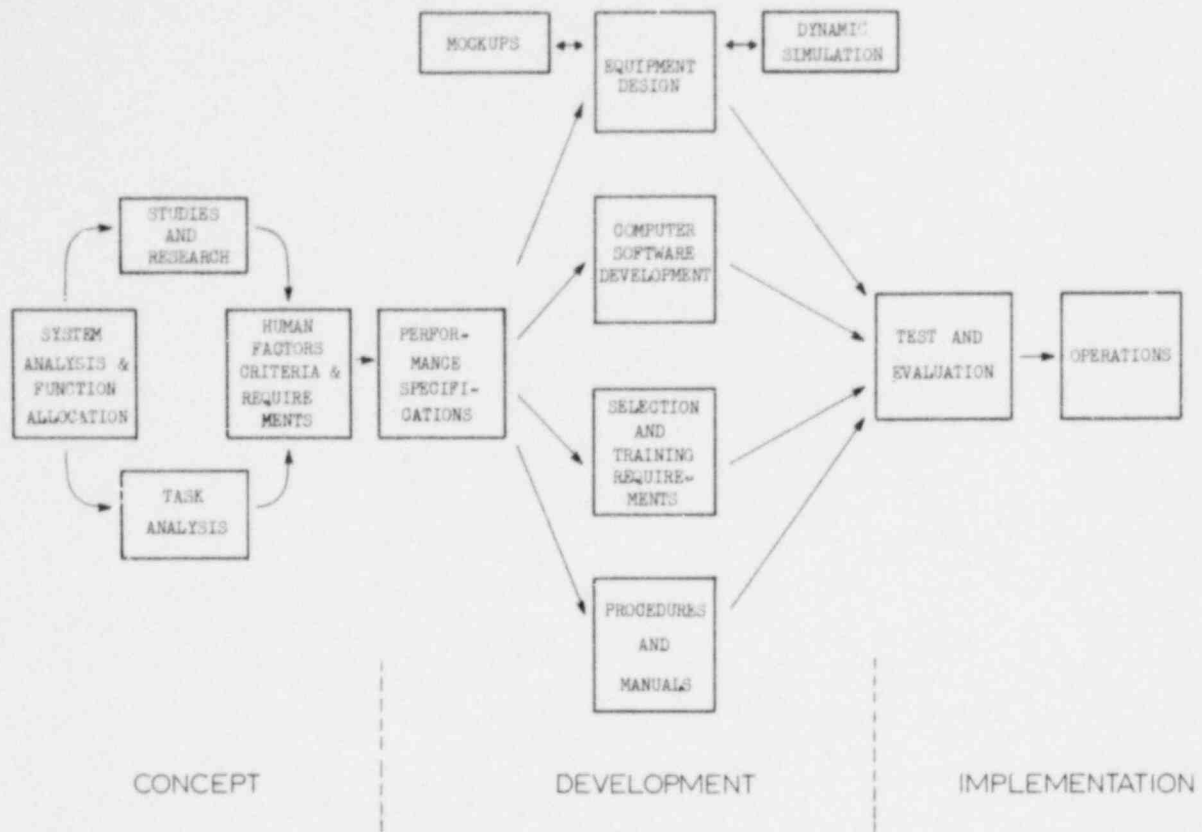 MOCKUPS
EQUIPMENT
DESIGN
DYNAMIC
SIMULATION
STUDIES
AND
RESEARCH
SYSTEM
ANALYSIS &
FUNCTION
ALLOCATION
TASK
ANALYSIS
HUMAN
FACTORS
CRITERIA &
REQUIRE
MENTS
PERFOR-
MANCE
SPECIFI-
CATIONS
COMPUTER
SOFTWARE
DEVELOPMENT
SELECTION
AND
TRAINING
REQUIRE-
MENTS
PROCEDURES
AND
MANUALS
TEST AND
EVALUATION
OPERATIONS
CONCEPT
DEVELOPMENT
IMPLEMENTATION